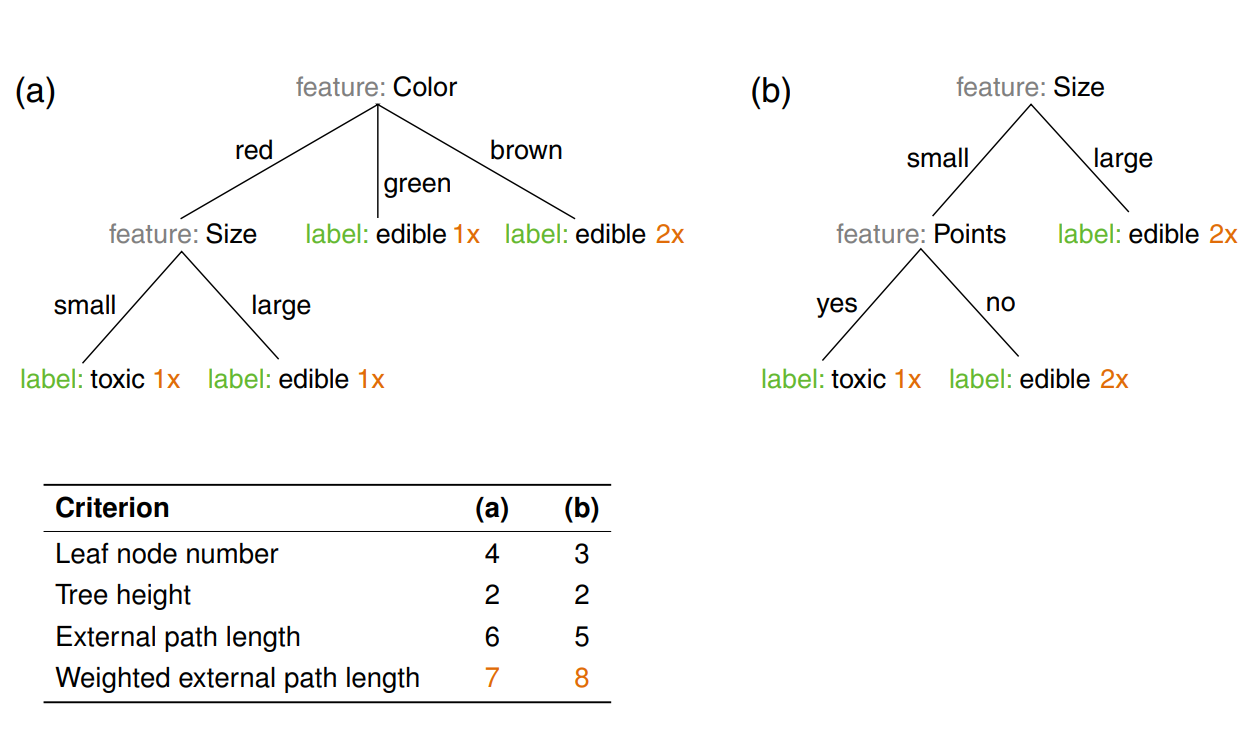 (a)
feature: Color
red
green
brown
feature: Size
label: edible 1x
label: edible 2x
small
large
label: toxic 1x
label: edible 1x
(b)
feature: Size
small
large
feature: Points
label: edible 2x
yes
no
label: toxic 1x
label: edible 2x
Criterion (a) (b)
Leaf node number 4 3
Tree height 2 2
External path length 6 5
Weighted external path length 7 8